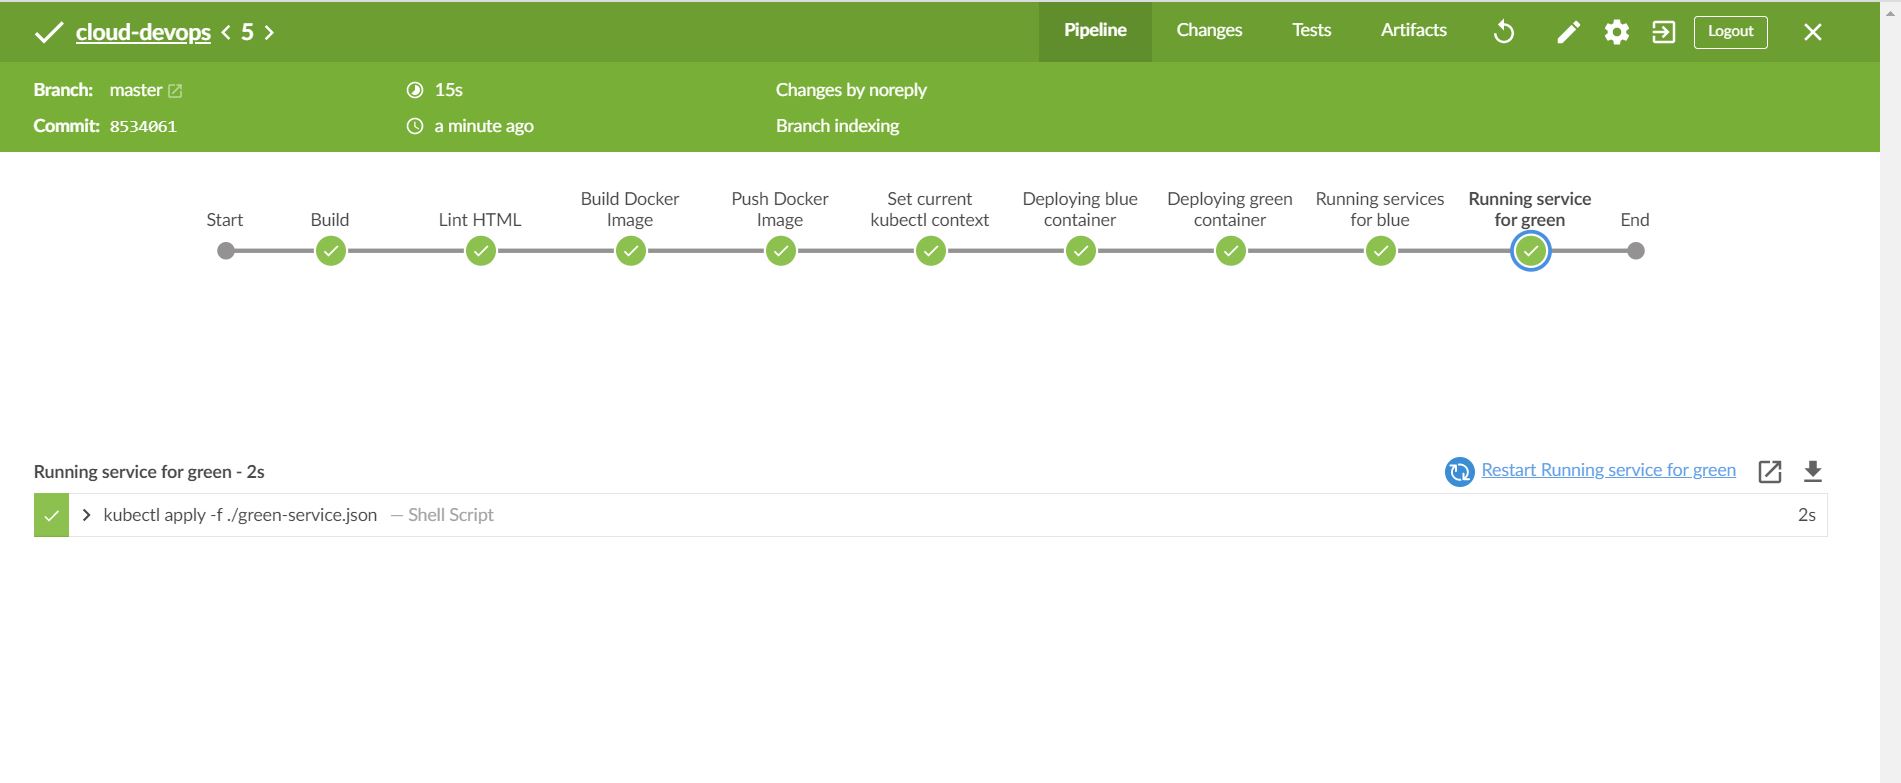 cloud-devops < 5 >
Pipeline Changes Tests Artifacts Logout
Branch: master 15s Changes by noreply
Commit: 8534061 a minute ago Branch indexing
Start
Build
Lint HTML
Build Docker
Image
Push Docker
Image
Set current
kubectl context
Deploying blue
container
Deploying green
container
Running services
for blue
Running service
for green
End
Running service for green - 2s
Restart Running service for green
kubectl apply -f ./green-service.json — Shell Script 2s